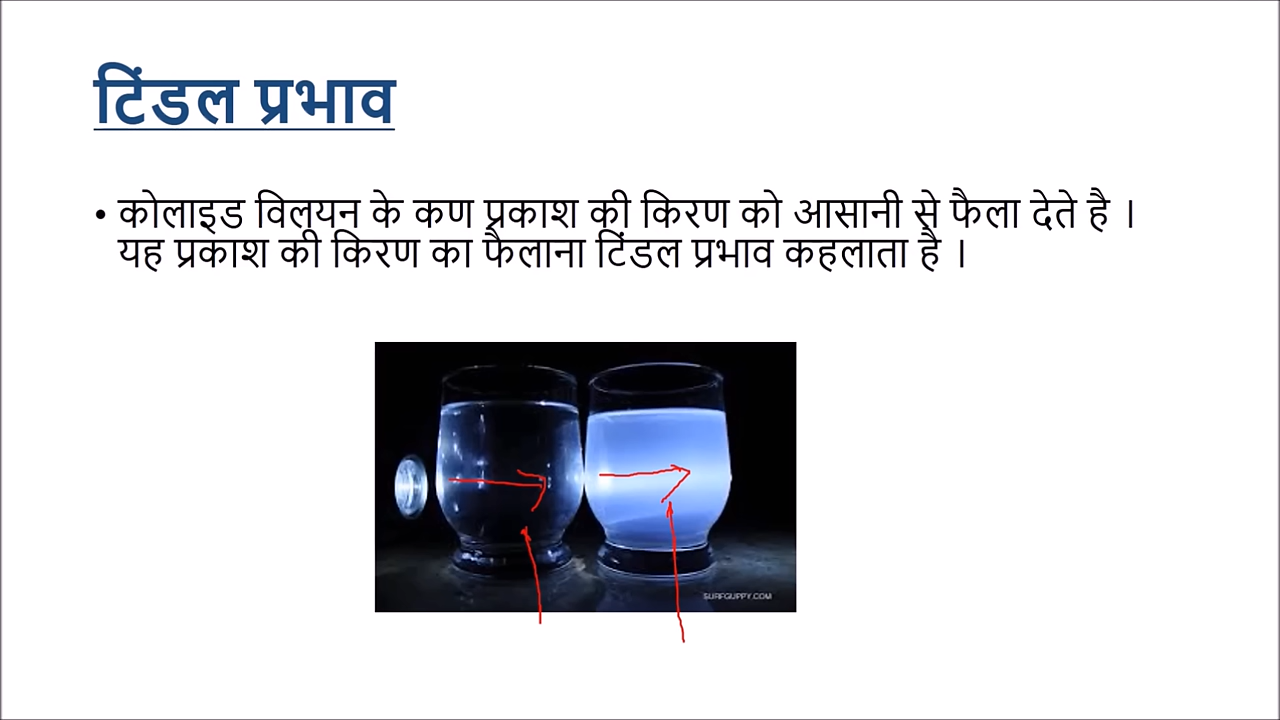 टिंडल प्रभाव
• कोलाइड विलयन के कण प्रकाश की किरण को आसानी से फैला देते है ।
यह प्रकाश की किरण का फैलाना टिंडल प्रभाव कहलाता है ।
SURFGUPPY.COM